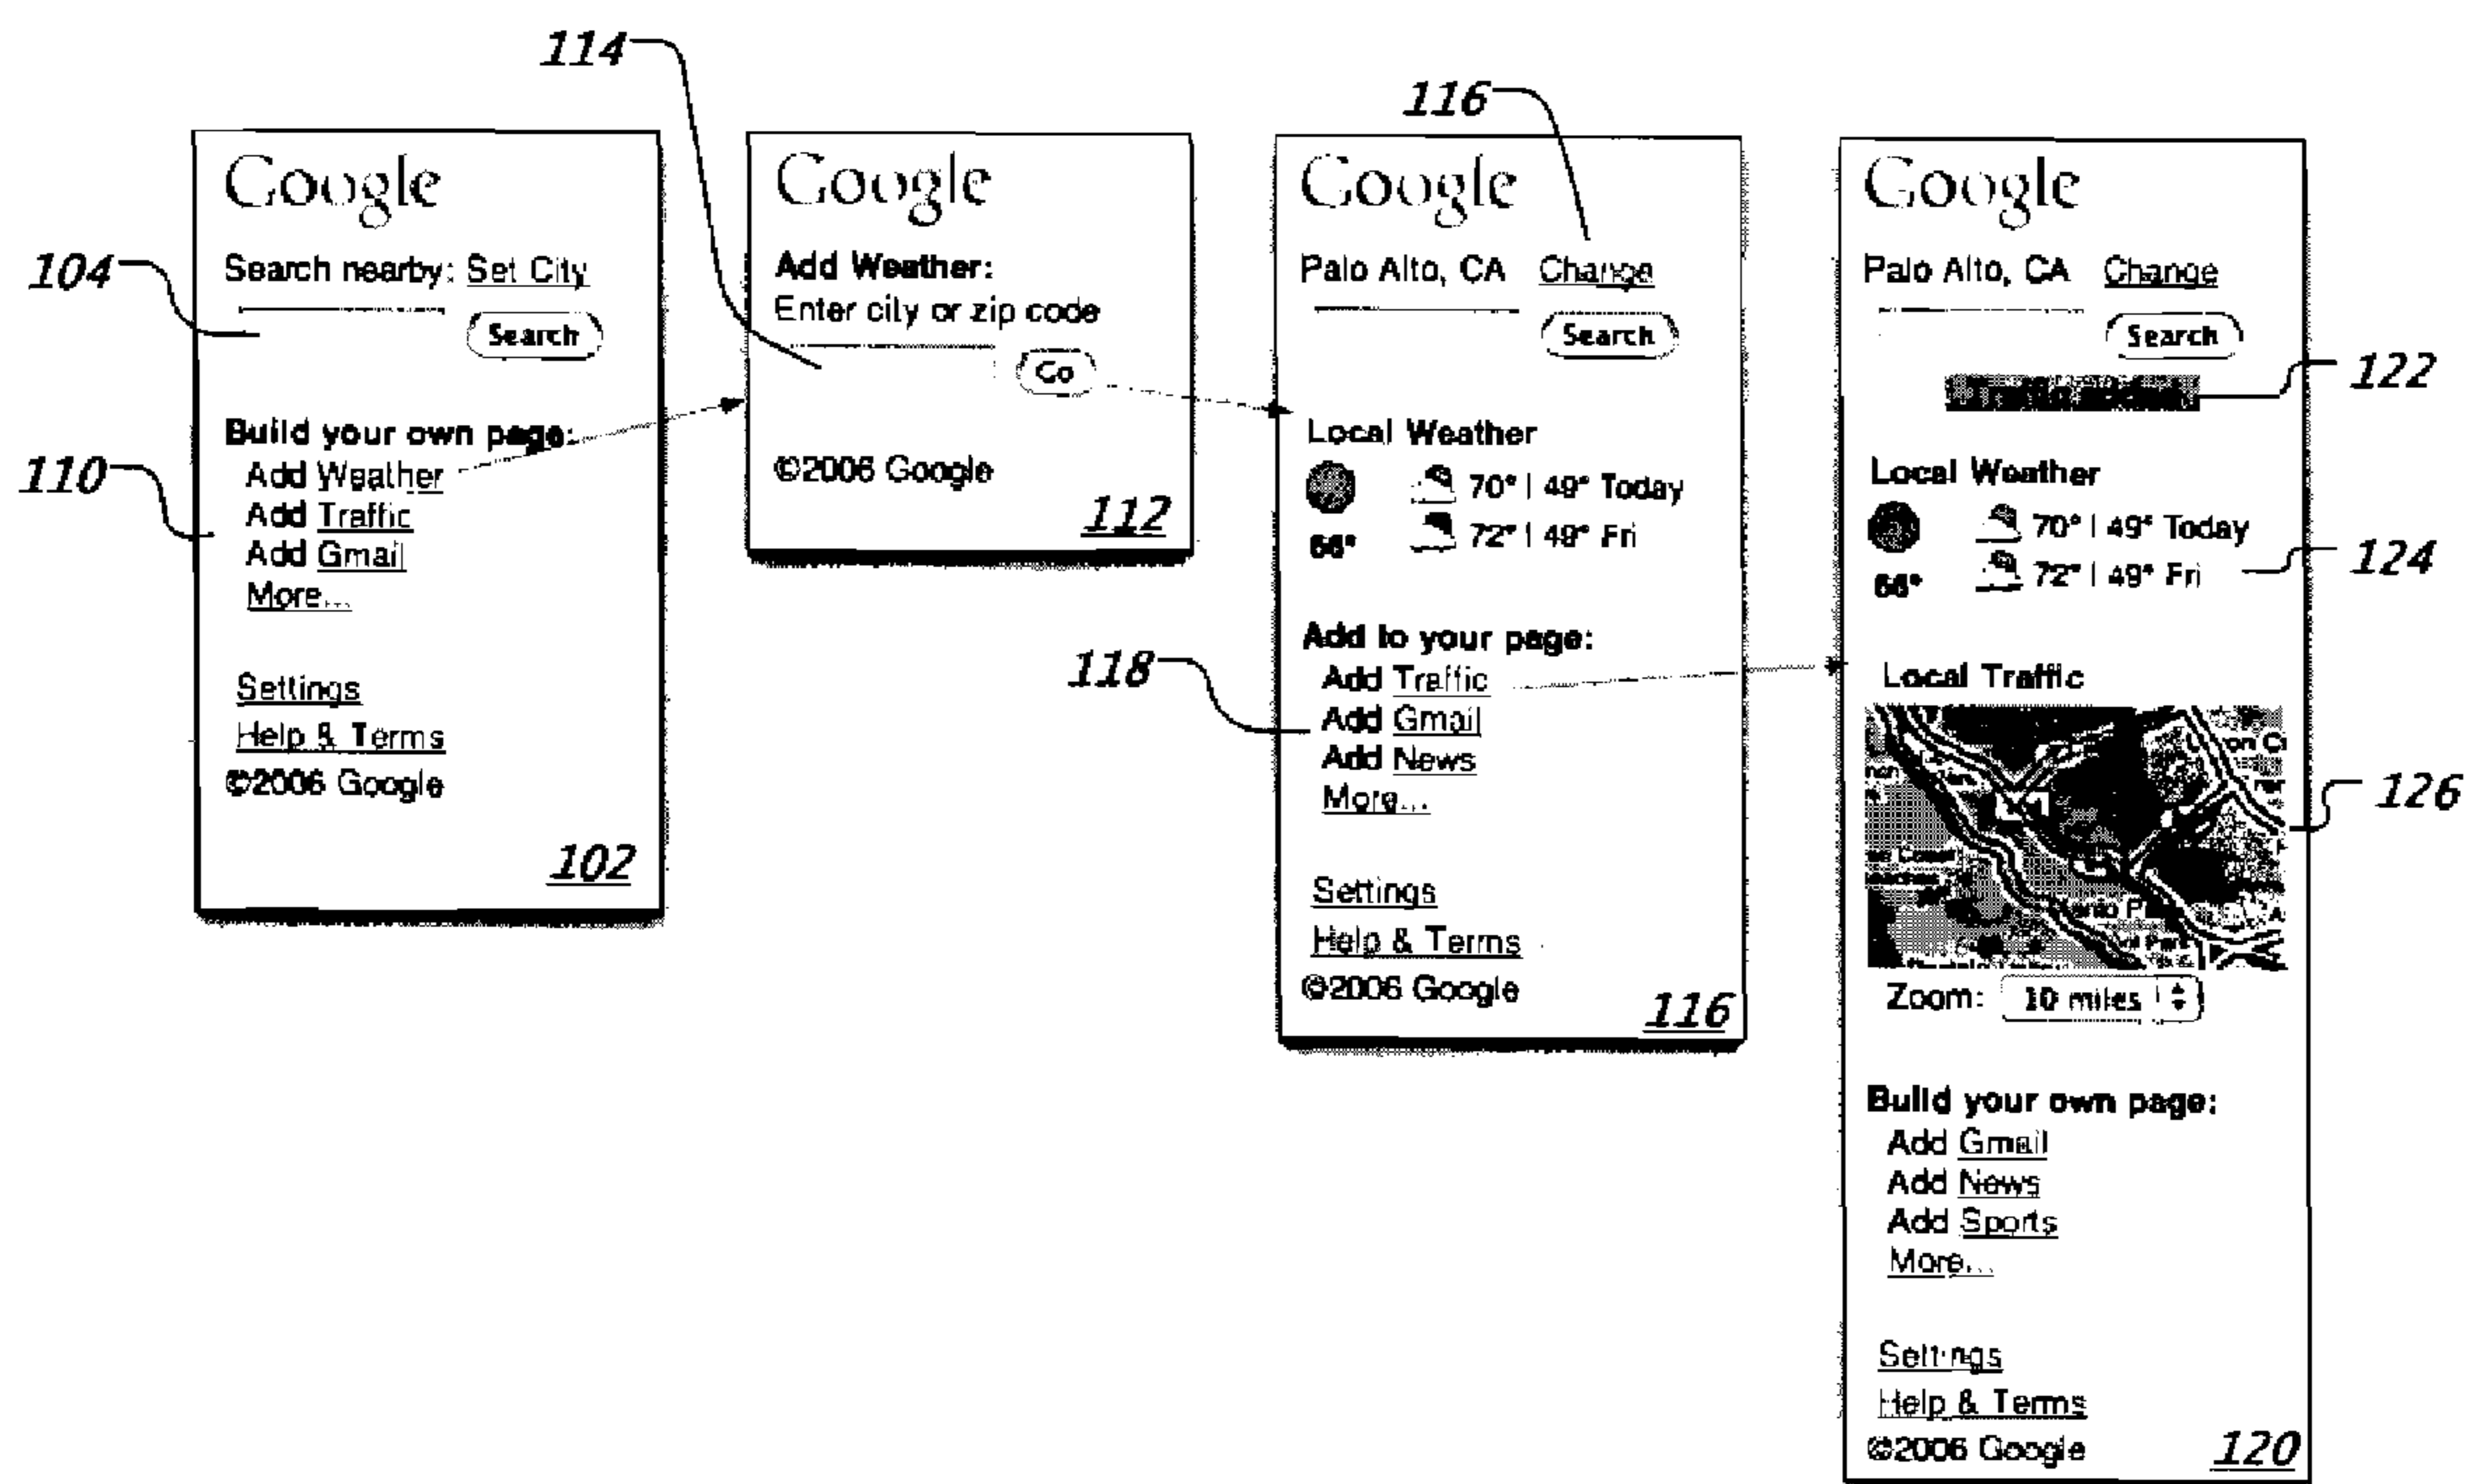 114
104
110
Google
Search nearby: Set City
Search
Build your own page:
Add Weather
Add Traffic
Add Gmail
More...
Settings
Help & Terms
©2006 Google
102
Google
Add Weather:
Enter city or zip code
Go
©2006 Google
112
116
118
Google
Palo Alto, CA Change
Search
Local Weather
66°
70° | 49° Today
72° | 49° Fri
Add to your page:
Add Traffic
Add Gmail
Add News
More...
Settings
Help & Terms
©2006 Google
116
Google
Palo Alto, CA Change
Search
122
Local Weather
66°
70° | 49° Today
72° | 49° Fri
124
Local Traffic
126
Zoom: 10 miles
Build your own page:
Add Gmail
Add News
Add Sports
More...
Settings
Help & Terms
©2006 Google
120